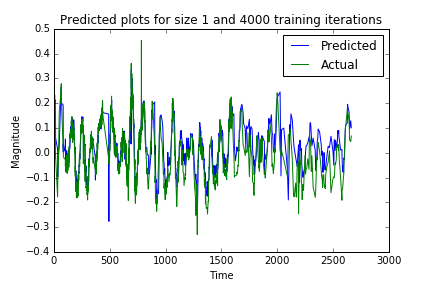 Predicted plots for size 1 and 4000 training iterations
Predicted
Actual
Magnitude
0.5
0.4
0.3
0.2
0.1
0.0
−0.1
−0.2
−0.3
−0.4
0 500 1000 1500 2000 2500 3000
Time